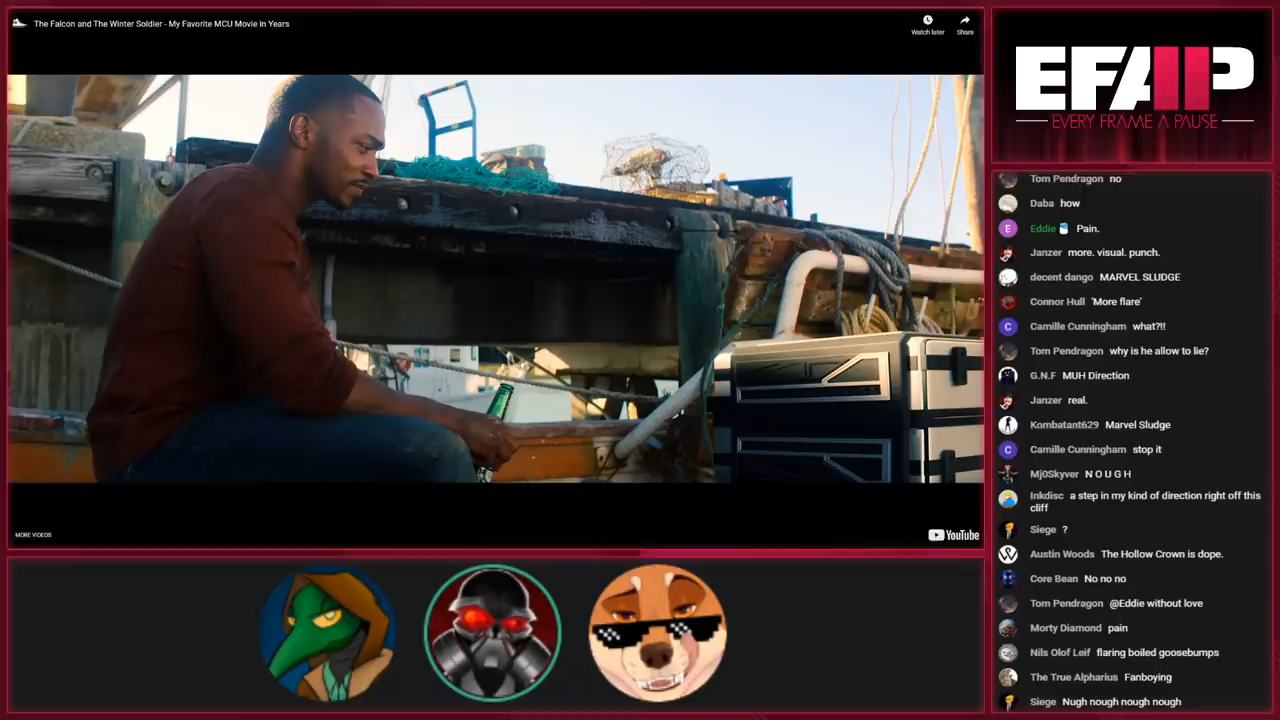 The Falcon and The Winter Soldier - My Favorite MCU Movie in Years
Watch later
Share
MORE VIDEOS
YouTube
EFAP
EVERY FRAME A PAUSE
Tom Pendragon no
Daba how
E
Eddie Pain.
Janzer more. visual. punch.
decent dango MARVEL SLUDGE
Connor Hull 'More flare'
C
Camille Cunningham what?!!
Tom Pendragon why is he allow to lie?
G.N.F MUH Direction
Janzer real.
Kombatant629 Marvel Sludge
C
Camille Cunningham stop it
Mj0Skyver N O U G H
Inkdisc a step in my kind of direction right off this
cliff
Siege ?
Austin Woods The Hollow Crown is dope.
Core Bean No no no
Tom Pendragon @Eddie without love
Morty Diamond pain
Nils Olof Leif flaring boiled goosebumps
The True Alpharius Fanboying
Siege Nugh nough nough nough